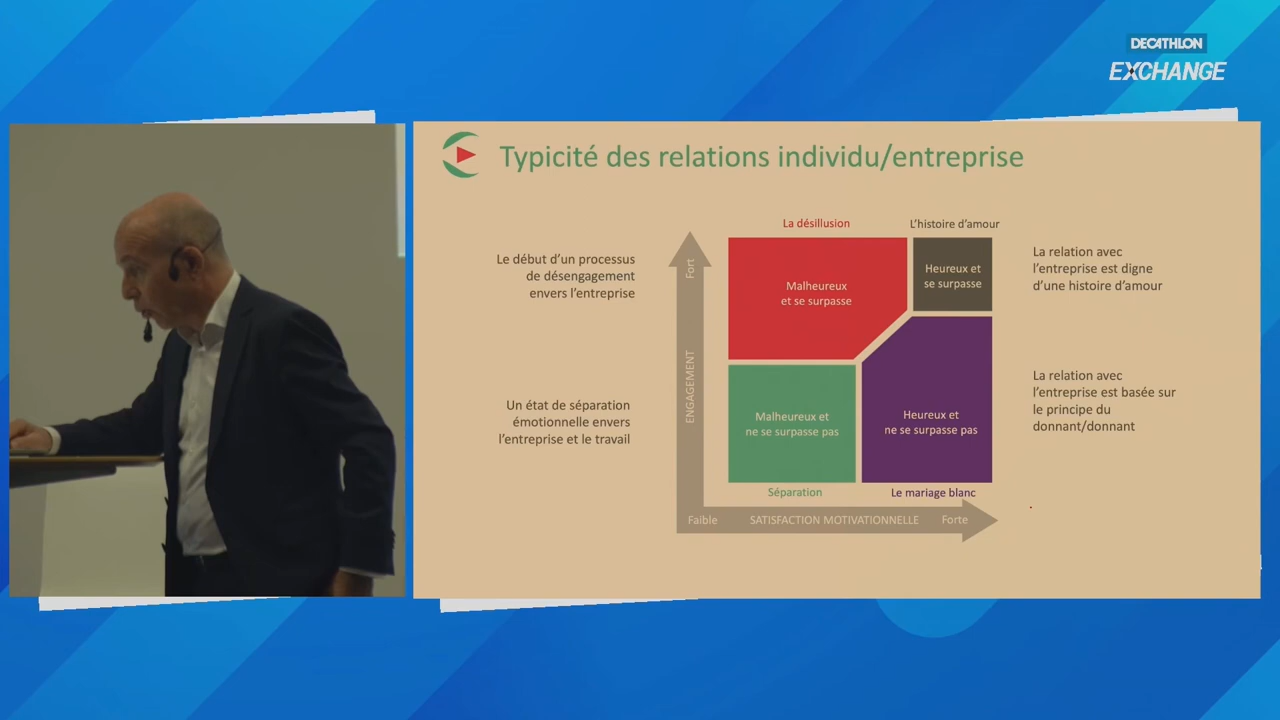 DECATHLON
EXCHANGE
Typicité des relations individu/entreprise
La désillusion
L'histoire d'amour
Le début d'un processus
de désengagement
envers l'entreprise
Fort
Malheureux
et se surpasse
Heureux et
se surpasse
La relation avec
l'entreprise est digne
d'une histoire d'amour
ENGAGEMENT
Un état de séparation
émotionnelle envers
l'entreprise et le travail
Malheureux et
ne se surpasse pas
Heureux et
ne se surpasse pas
La relation avec
l'entreprise est basée sur
le principe du
donnant/donnant
Séparation
Le mariage blanc
Faible
SATISFACTION MOTIVATIONNELLE
Forte